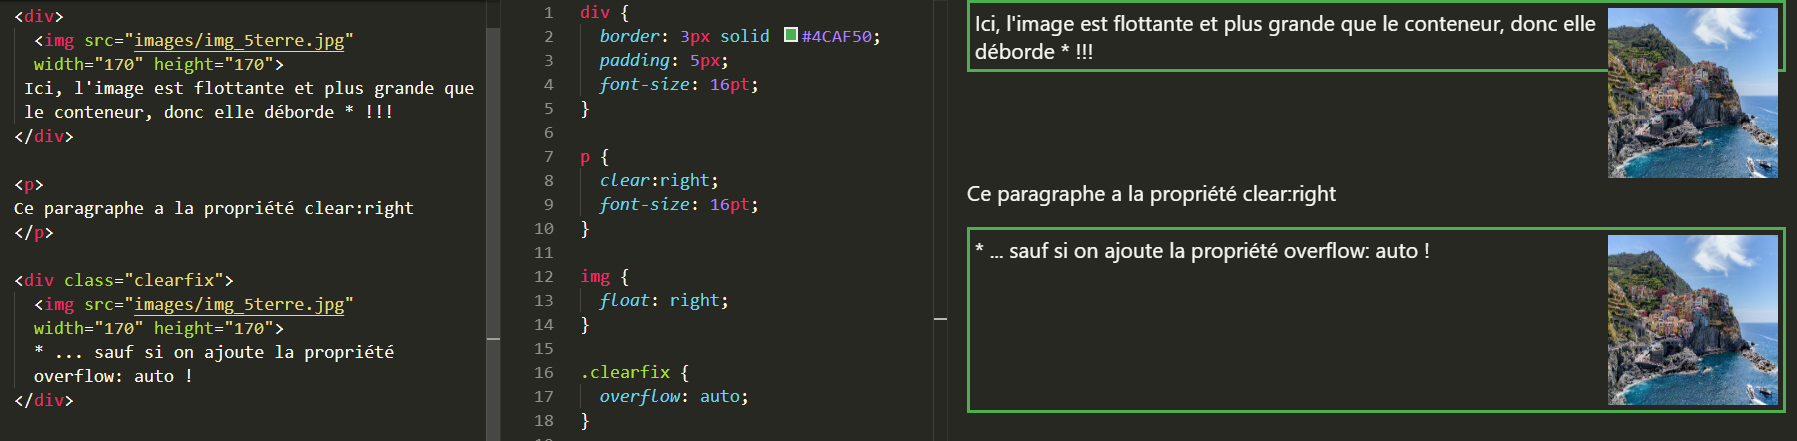 <div>
<img src="images/img_5terre.jpg"
width="170" height="170">
Ici, l'image est flottante et plus grande que
le conteneur, donc elle déborde * !!!
</div>
<p>
Ce paragraphe a la propriété clear:right
</p>
<div class="clearfix">
<img src="images/img_5terre.jpg"
width="170" height="170">
* ... sauf si on ajoute la propriété
overflow: auto !
</div>
1 div {
2 border: 3px solid #4CAF50;
3 padding: 5px;
4 font-size: 16pt;
5 }
6
7 p {
8 clear:right;
9 font-size: 16pt;
10 }
11
12 img {
13 float: right;
14 }
15
16 .clearfix {
17 overflow: auto;
18 }
Ici, l'image est flottante et plus grande que le conteneur, donc elle
déborde * !!!
Ce paragraphe a la propriété clear:right
* ... sauf si on ajoute la propriété overflow: auto !